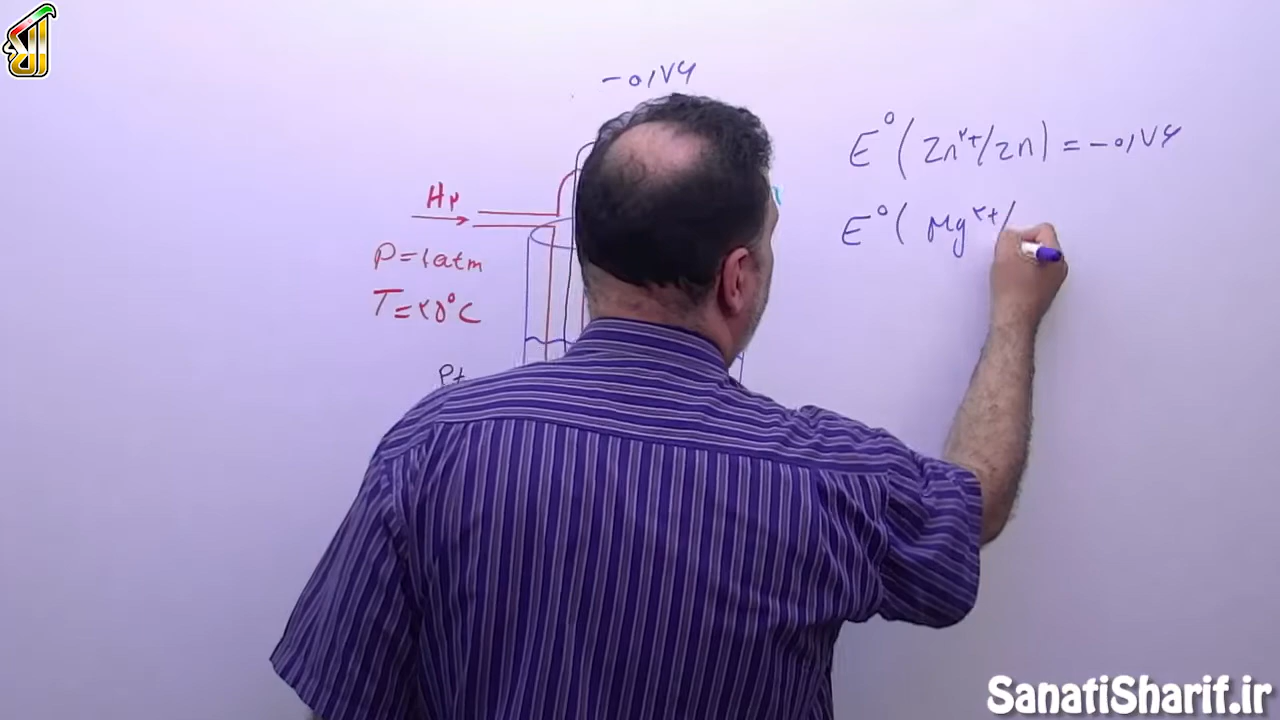 -۰/۷۶
E°(Zn۲+/Zn) = -۰/۷۶
H۲
E°(Mg۲+/
P=۱atm
T=۲۵°C
Pt
SanatiSharif.ir